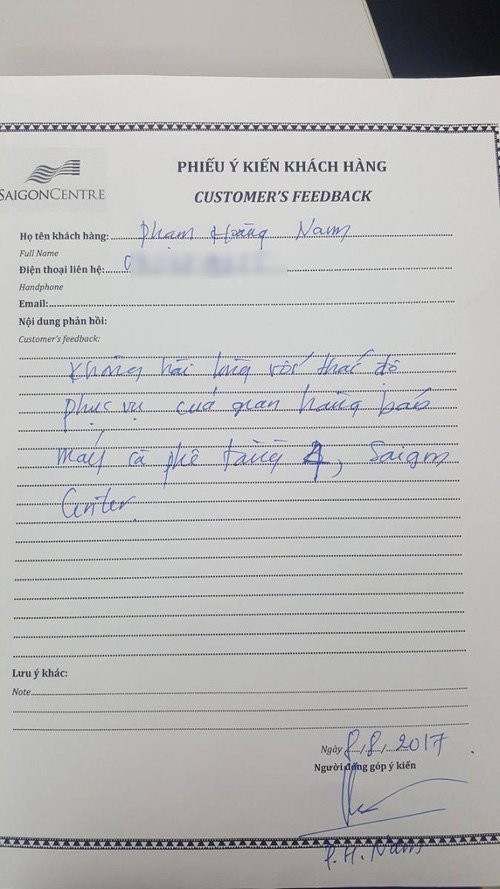 SAIGON CENTRE
PHIẾU Ý KIẾN KHÁCH HÀNG
CUSTOMER'S FEEDBACK
Họ tên khách hàng: Phạm Hoàng Nam
Full Name
Điện thoại liên hệ: 0
Handphone
Email:
Nội dung phản hồi:
Customer's feedback:
Không hài lòng với thái độ
phục vụ của gian hàng bán
máy cà phê tầng 4, Saigon
Center.
Lưu ý khác:
Note
Ngày 8/8/2017
Người đóng góp ý kiến
P.H. Nam